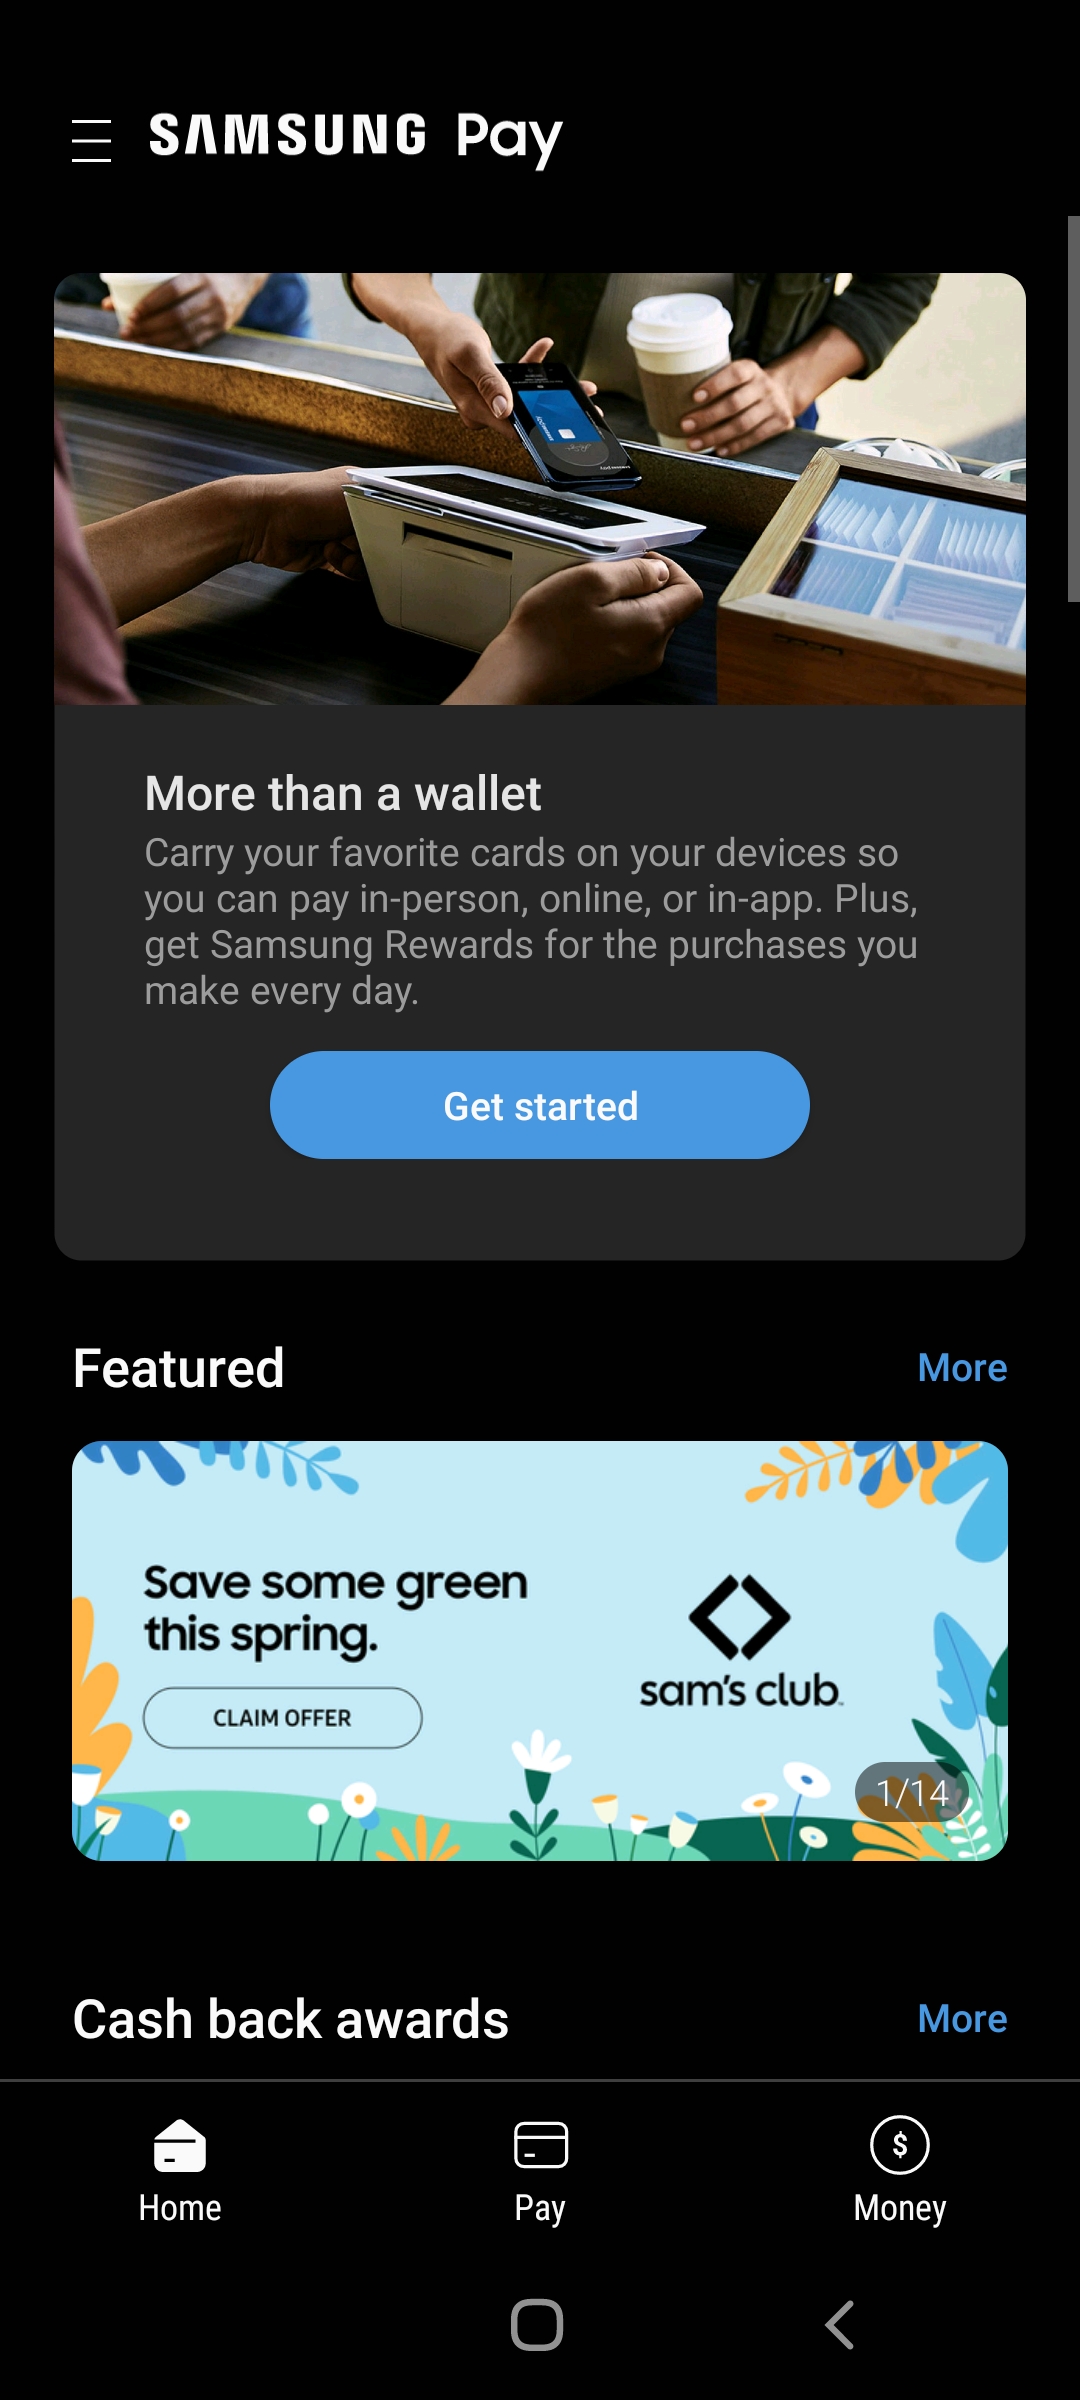 SAMSUNG Pay
More than a wallet
Carry your favorite cards on your devices so
you can pay in-person, online, or in-app. Plus,
get Samsung Rewards for the purchases you
make every day.
Get started
Featured
More
Save some green
this spring.
CLAIM OFFER
sam's club
1/14
Cash back awards
More
Home
Pay
Money